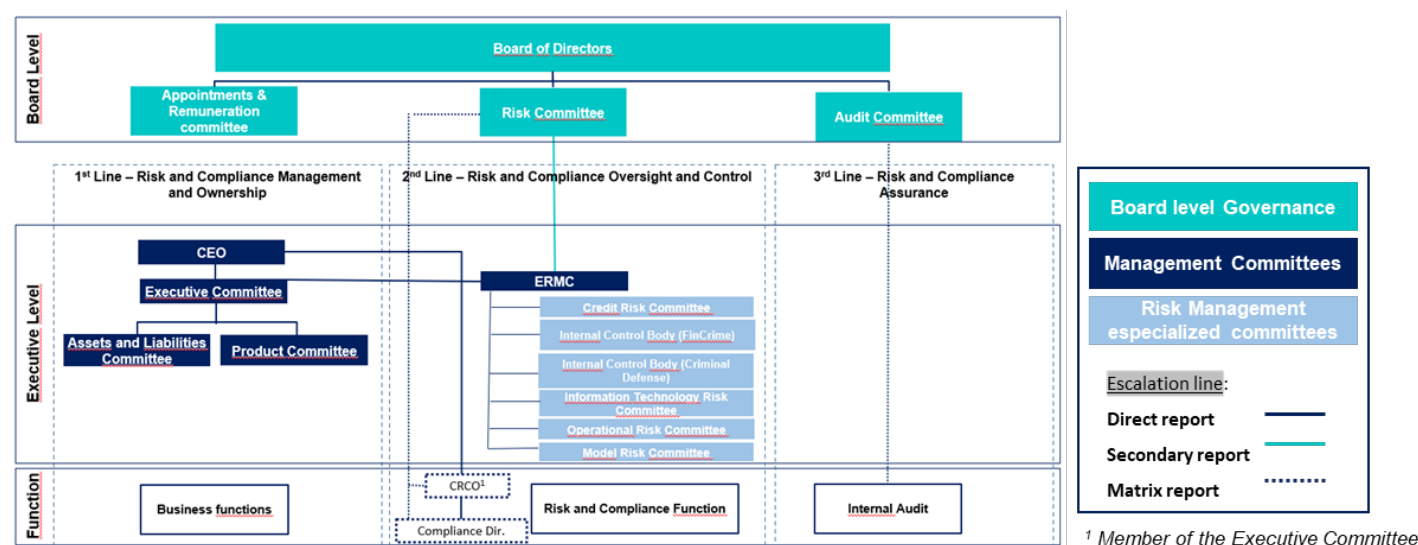 Board Level
Board of Directors
Appointments &
Remuneration
committee
Risk Committee
Audit Committee
1st Line – Risk and Compliance Management
and Ownership
2nd Line – Risk and Compliance Oversight and Control
3rd Line – Risk and Compliance
Assurance
Executive Level
CEO
Executive Committee
Assets and Liabilities
Committee
Product Committee
ERMC
Credit Risk Committee
Internal Control Body (FinCrime)
Internal Control Body (Criminal
Defense)
Information Technology Risk
Committee
Operational Risk Committee
Model Risk Committee
Function
Business functions
CRCO1
Compliance Dir.
Risk and Compliance Function
Internal Audit
Board level Governance
Management Committees
Risk Management
especialized committees
Escalation line:
Direct report
Secondary report
Matrix report
1 Member of the Executive Committee